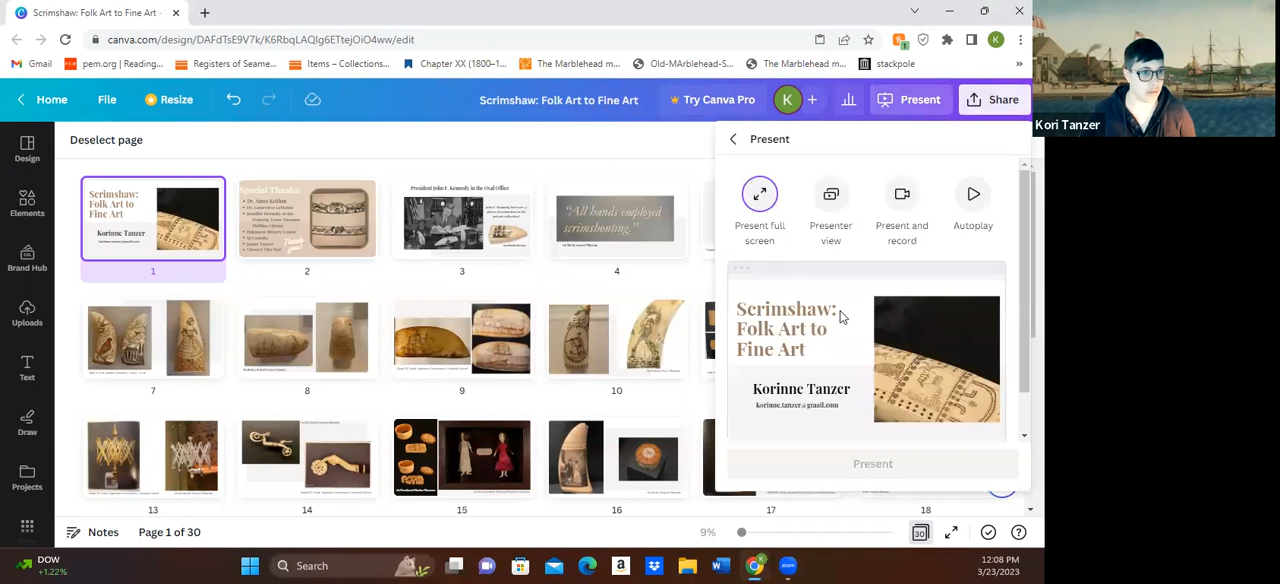 Scrimshaw: Folk Art to Fine Art -
canva.com/design/DAFdTsE9V7k/K6RbqLAQIg6ETtejOiO4ww/edit
Gmail
pem.org | Reading...
Registers of Seame...
Items – Collections...
Chapter XX (1800–1...
The Marblehead m...
Old-MArblehead-S...
The Marblehead m...
stackpole
Home
File
Resize
Scrimshaw: Folk Art to Fine Art
Try Canva Pro
K
Present
Share
Kori Tanzer
Design
Elements
Brand Hub
Uploads
Text
Draw
Projects
Deselect page
Scrimshaw:
Folk Art to
Fine Art
Korinne Tanzer
korinne.tanzer@gmail.com
1
Special Thanks:
2
President John F. Kennedy in the Oval Office
3
"All hands employed
scrimshonting."
4
7
8
9
10
13
14
15
16
17
18
Present
Present full
screen
Presenter
view
Present and
record
Autoplay
Scrimshaw:
Folk Art to
Fine Art
Korinne Tanzer
korinne.tanzer@gmail.com
Present
Notes
Page 1 of 30
9%
30
DOW
+1.22%
Search
12:08 PM
3/23/2023